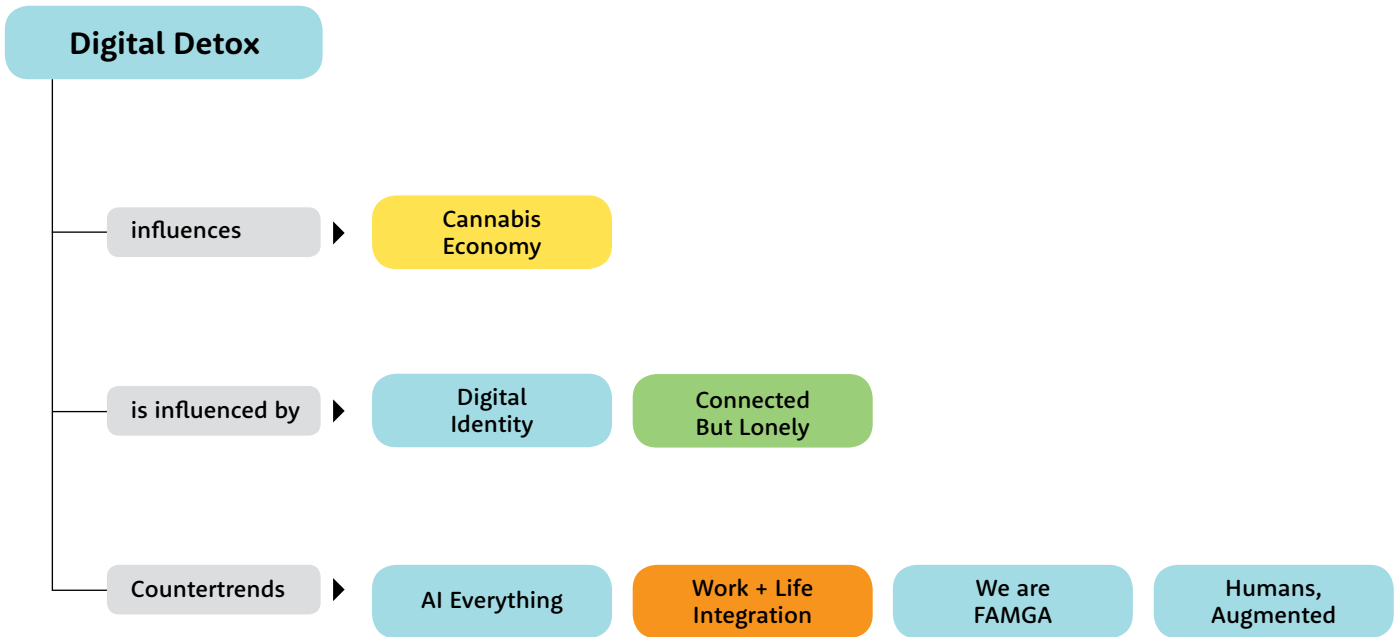 Digital Detox
influences
Cannabis
Economy
is influenced by
Digital
Identity
Connected
But Lonely
Countertrends
AI Everything
Work + Life
Integration
We are
FAMGA
Humans,
Augmented